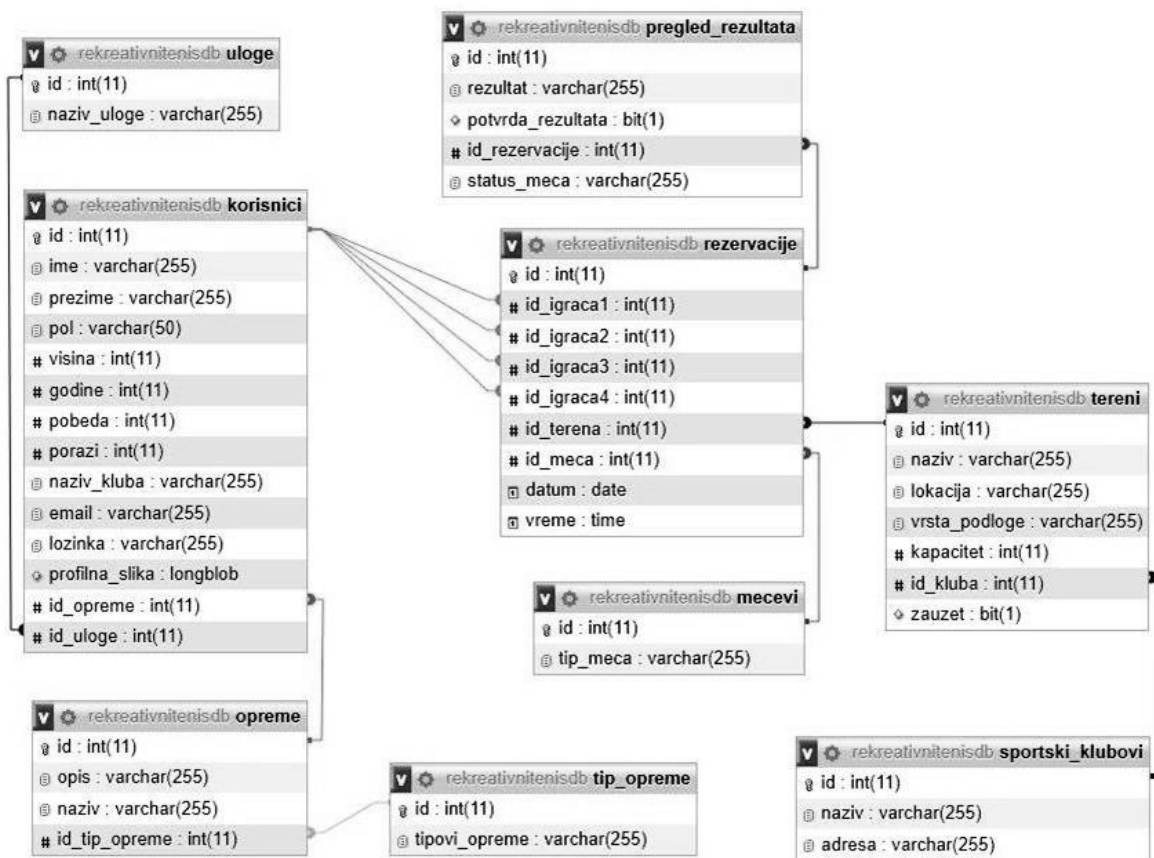 rekreativnitenisdb uloge
id : int(11)
naziv_uloge : varchar(255)
rekreativnitenisdb pregled_rezultata
id : int(11)
rezultat : varchar(255)
potvrda_rezultata : bit(1)
# id_rezervacije : int(11)
status_meca : varchar(255)
rekreativnitenisdb korisnici
id : int(11)
ime : varchar(255)
prezime : varchar(255)
pol : varchar(50)
# visina : int(11)
# godine : int(11)
# pobeda : int(11)
# porazi : int(11)
naziv_kluba : varchar(255)
email : varchar(255)
lozinka : varchar(255)
profilna_slika : longblob
# id_opreme : int(11)
# id_uloge : int(11)
rekreativnitenisdb rezervacije
id : int(11)
# id_igraca1 : int(11)
# id_igraca2 : int(11)
# id_igraca3 : int(11)
# id_igraca4 : int(11)
# id_terena : int(11)
# id_meca : int(11)
datum : date
vreme : time
rekreativnitenisdb tereni
id : int(11)
naziv : varchar(255)
lokacija : varchar(255)
vrsta_podloge : varchar(255)
# kapacitet : int(11)
# id_kluba : int(11)
zauzet : bit(1)
rekreativnitenisdb mecevi
id : int(11)
tip_meca : varchar(255)
rekreativnitenisdb opreme
id : int(11)
opis : varchar(255)
naziv : varchar(255)
# id_tip_opreme : int(11)
rekreativnitenisdb tip_opreme
id : int(11)
tipovi_opreme : varchar(255)
rekreativnitenisdb sportski_klubovi
id : int(11)
naziv : varchar(255)
adresa : varchar(255)